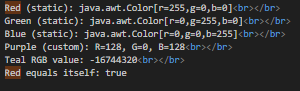 Red (static): java.awt.Color[r=255,g=0,b=0]<br></br>
Green (static): java.awt.Color[r=0,g=255,b=0]<br></br>
Blue (static): java.awt.Color[r=0,g=0,b=255]<br></br>
Purple (custom): R=128, G=0, B=128<br></br>
Teal RGB value: -16744320<br></br>
Red equals itself: true